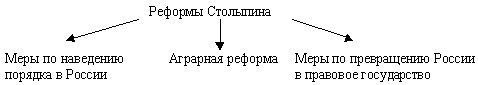 Реформы Столыпина
Меры по наведению
порядка в России
Аграрная реформа
Меры по превращению России
в правовое государство